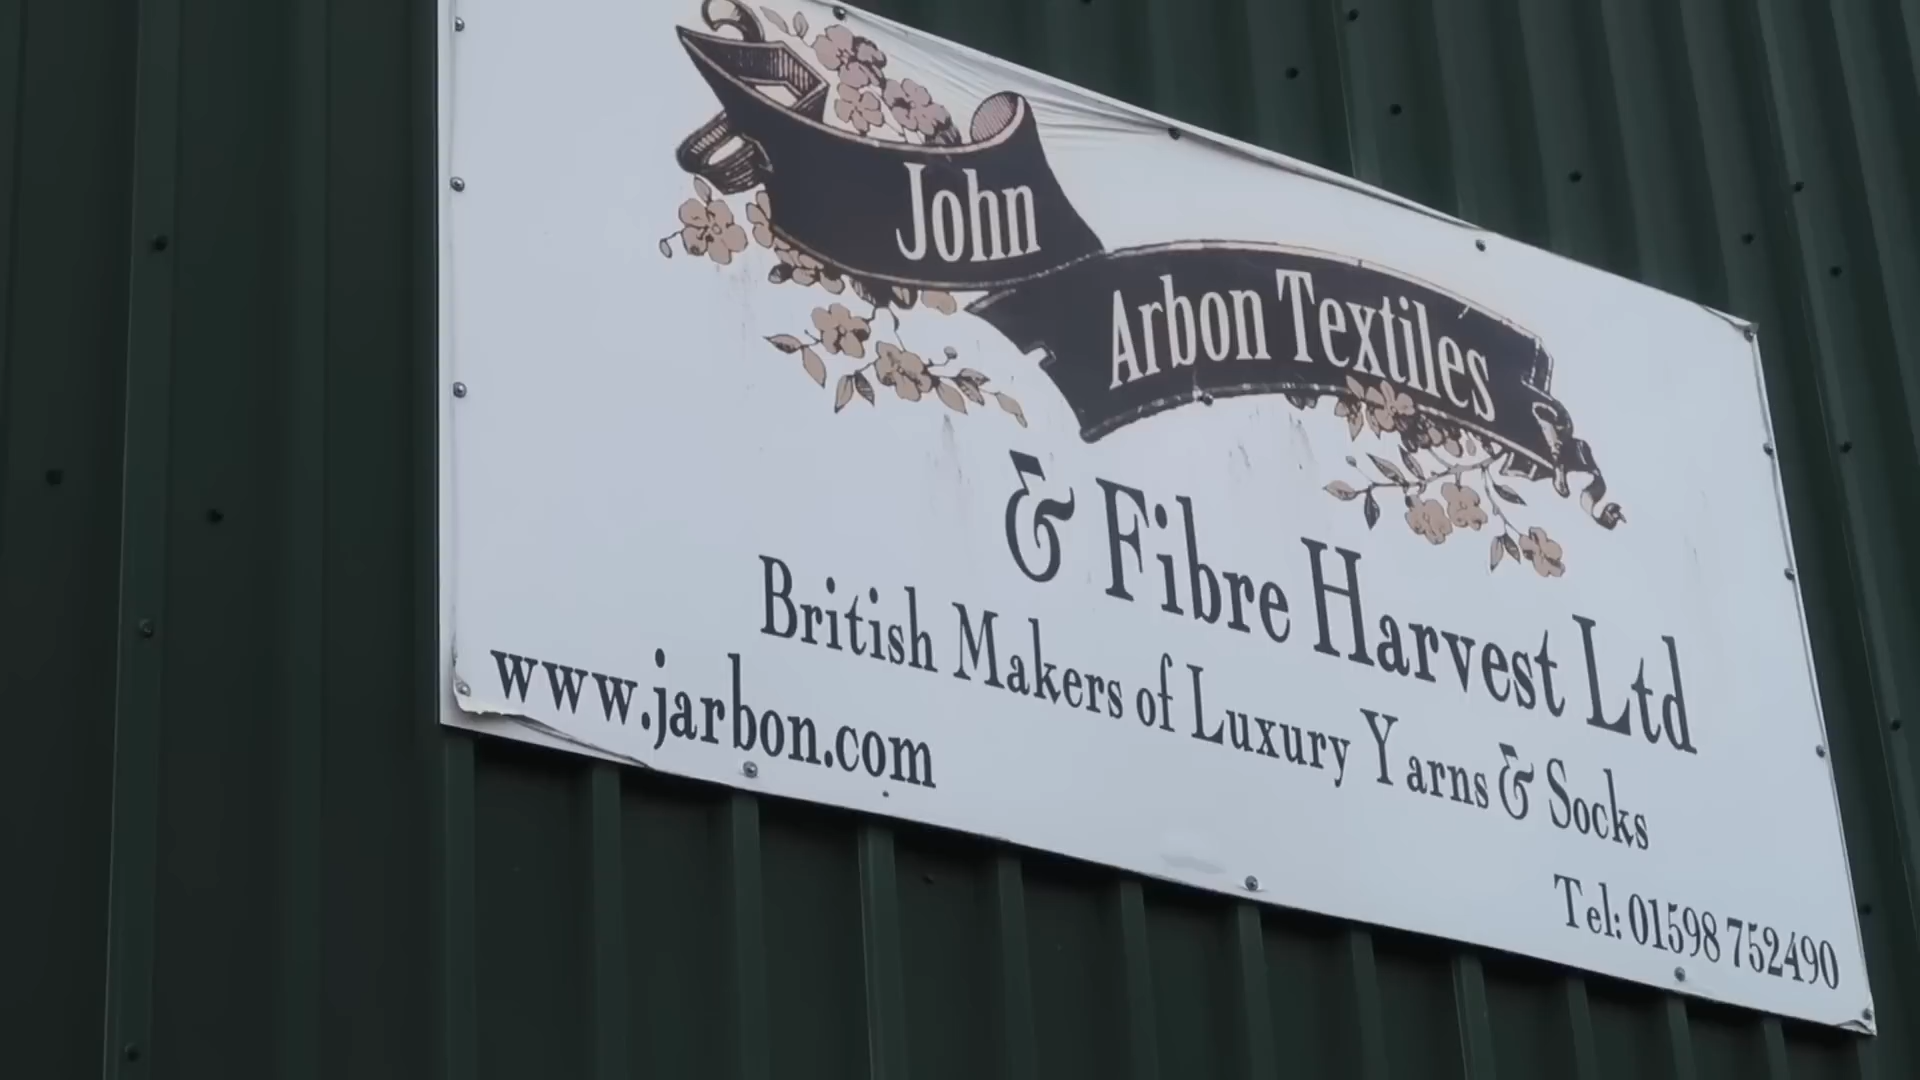 John
Arbon Textiles
& Fibre Harvest Ltd
British Makers of Luxury Yarns & Socks
www.jarbon.com
Tel: 01598 752490